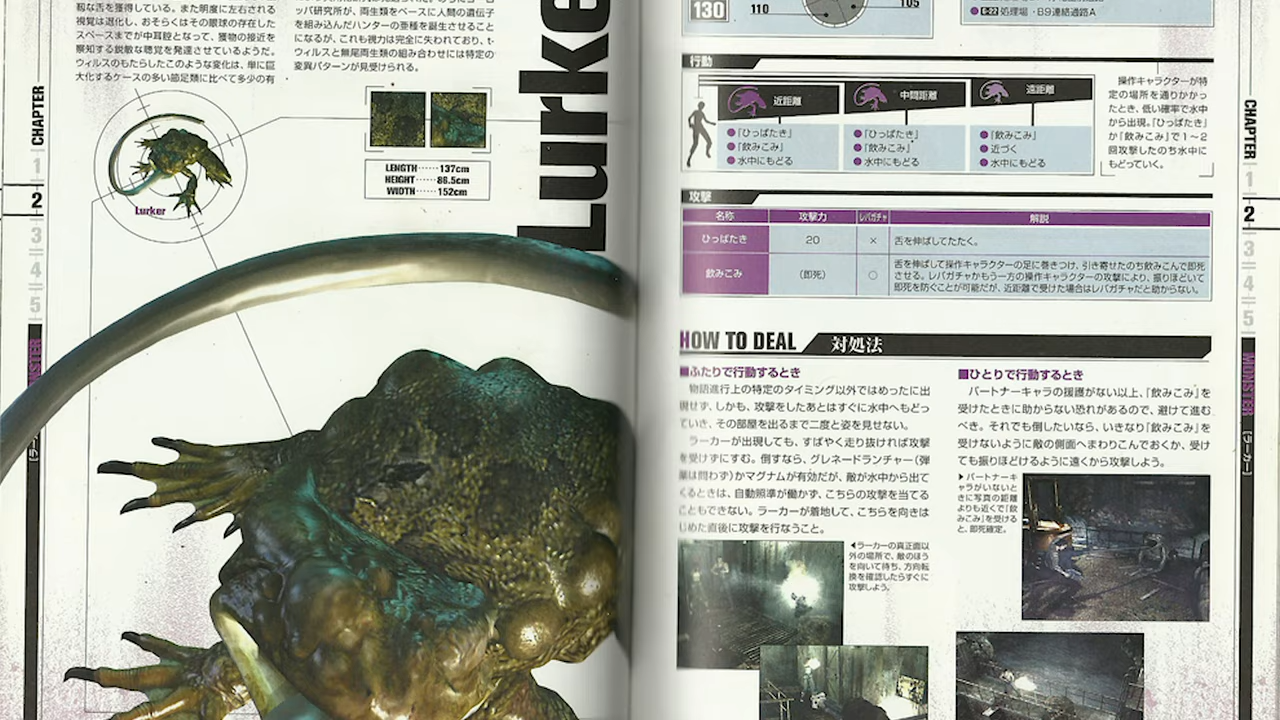 視覚は退化し、おそらくはその眼球の存在した
スペースまでが中耳腔となって、獲物の接近を
察知する鋭敏な聴覚を発達させているようだ。
ウィルスのもたらしたこのような変化は、単に巨
大化するケースの多い節足類に比べて多少の有
ッパ研究所が、両生類をベースに人間の遺伝子
を組み込んだハンターの亜種を誕生させること
になるが、これも視力は完全に失われており、t-
ウィルスと無尾両生類の組み合わせには特定の
変異パターンが見受けられる。
CHAPTER
1
2
3
4
5
Lurker
LENGTH……137cm
HEIGHT……86.5cm
WIDTH……152cm
Lurke
130
110
105
6-23 処理場・B9連絡通路A
行動
近距離
中間距離
遠距離
●「ひっぱたき」
●「飲みこみ」
●水中にもどる
●「ひっぱたき」
●「飲みこみ」
●水中にもどる
●「飲みこみ」
●近づく
●水中にもどる
操作キャラクターが特
定の場所を通りかかっ
たとき、低い確率で水中
から出現。「ひっぱたき」
か「飲みこみ」で1〜2
回攻撃したのち水中に
もどっていく。
攻撃
名称 攻撃力 レバガチャ 解説
ひっぱたき 20 × 舌を伸ばしてたたく。
飲みこみ (即死) ○ 舌を伸ばして操作キャラクターの足に巻きつけ、引き寄せたのち飲みこんで即死
させる。レバガチャかもう一方の操作キャラクターの攻撃により、振りほどいて
即死を防ぐことが可能だが、近距離で受けた場合はレバガチャだと助からない。
HOW TO DEAL 対処法
■ふたりで行動するとき
物語進行上の特定のタイミング以外ではめったに出
現せず、しかも、攻撃をしたあとはすぐに水中へもどっ
ていき、その部屋を出るまで二度と姿を見せない。
ラーカーが出現しても、すばやく走り抜ければ攻撃
を受けずにすむ。倒すなら、グレネードランチャー(弾
薬は問わず)かマグナムが有効だが、敵が水中から出て
くるときは、自動照準が働かず、こちらの攻撃を当てる
こともできない。ラーカーが着地して、こちらを向きは
じめた直後に攻撃を行なうこと。
◀ラーカーの真正面以
外の場所で、敵のほう
を向いて待ち、方向転
換を確認したらすぐに
攻撃しよう。
■ひとりで行動するとき
パートナーキャラの援護がない以上、「飲みこみ」を
受けたときに助からない恐れがあるので、避けて進む
べき。それでも倒したいなら、いきなり「飲みこみ」を
受けないように敵の側面へまわりこんでおくか、受け
ても振りほどけるように遠くから攻撃しよう。
▶パートナーキ
ャラがいないと
きに写真の距離
よりも近くで「飲
みこみ」を受ける
と、即死確定。
CHAPTER
1
2
3
4
5
MONSTER
【ラーカー】